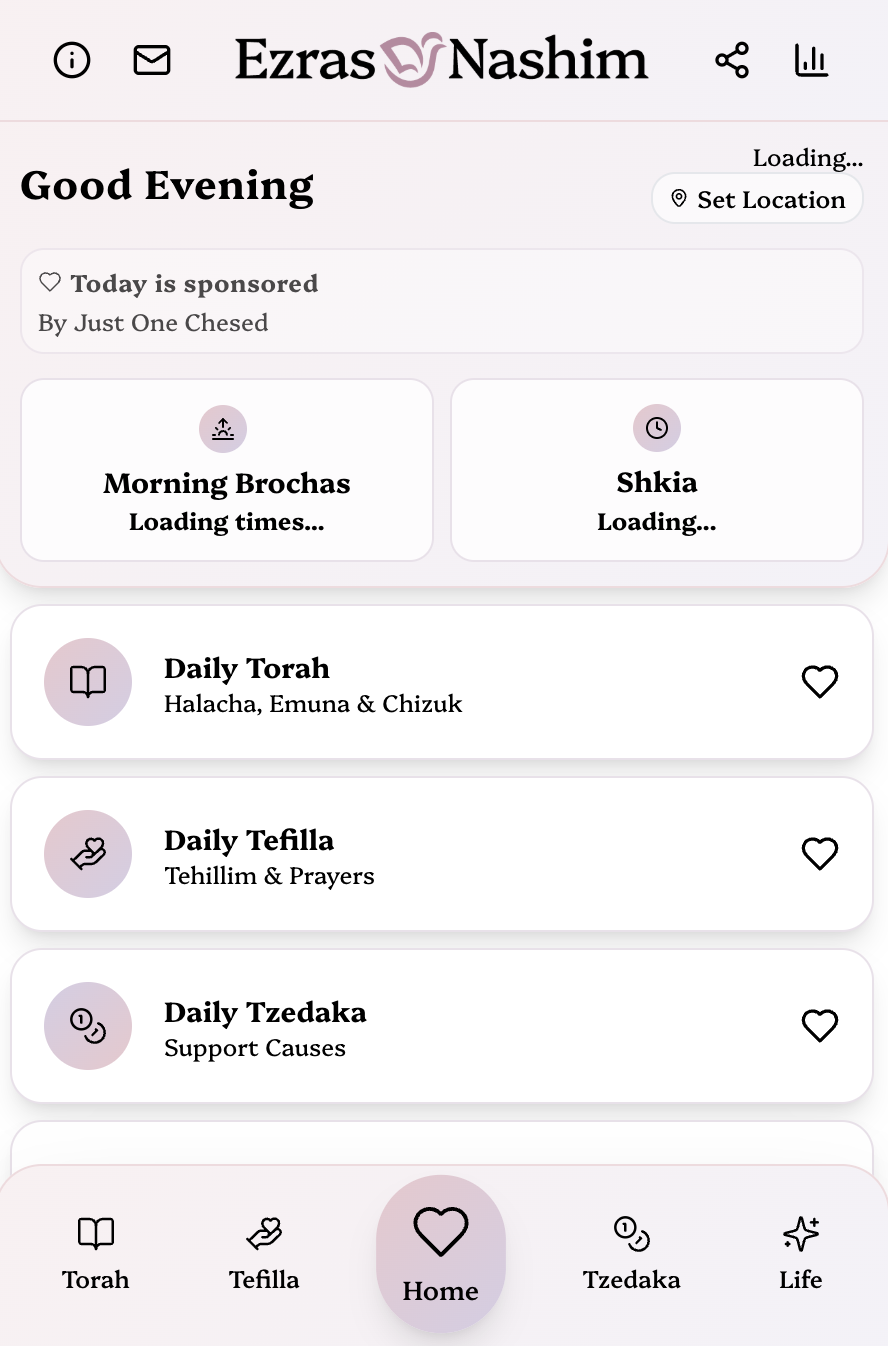 Ezras Nashim
Loading...
Good Evening
Set Location
Today is sponsored
By Just One Chesed
Morning Brochas
Loading times...
Shkia
Loading...
Daily Torah
Halacha, Emuna & Chizuk
Daily Tefilla
Tehillim & Prayers
Daily Tzedaka
Support Causes
Torah
Tefilla
Home
Tzedaka
Life